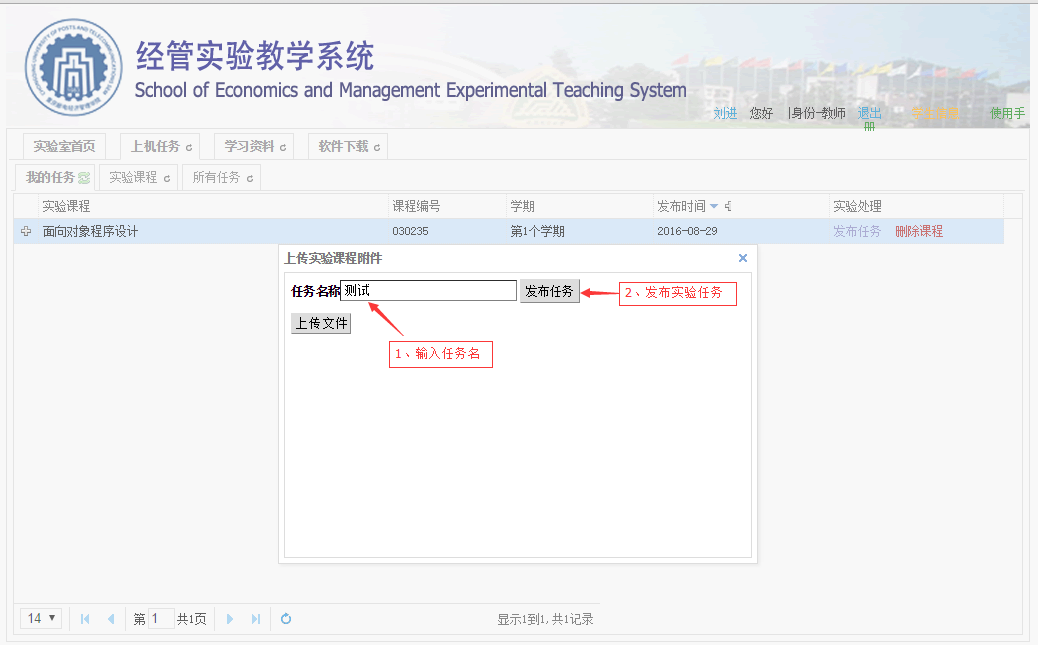 经管实验教学系统
School of Economics and Management Experimental Teaching System
刘进 您好 |身份-教师 退出 使用手
册
实验室首页 上机任务 学习资料 软件下载
我的任务 实验课程 所有任务
实验课程 课程编号 学期 发布时间 实验处理
面向对象程序设计 030235 第1个学期 2016-08-29 发布任务 删除课程
上传实验课程附件
任务名称 测试 发布任务 2、发布实验任务
上传文件
1、输入任务名
14 第 1 共1页 显示1到1,共1记录